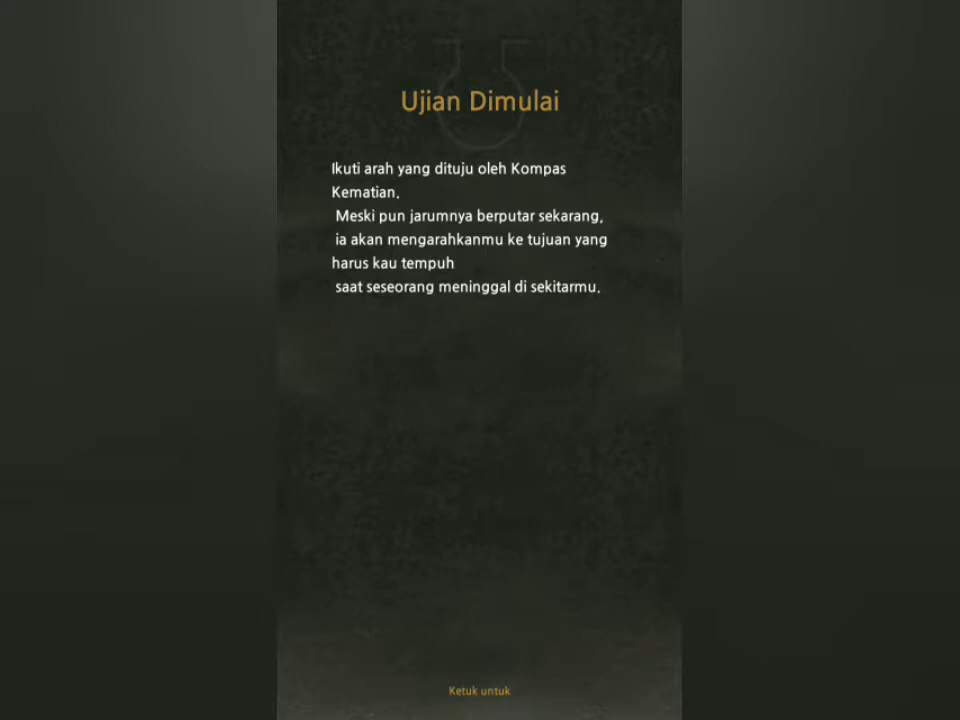 Ujian Dimulai
Ikuti arah yang dituju oleh Kompas
Kematian.
Meski pun jarumnya berputar sekarang,
ia akan mengarahkanmu ke tujuan yang
harus kau tempuh
saat seseorang meninggal di sekitarmu.
Ketuk untuk